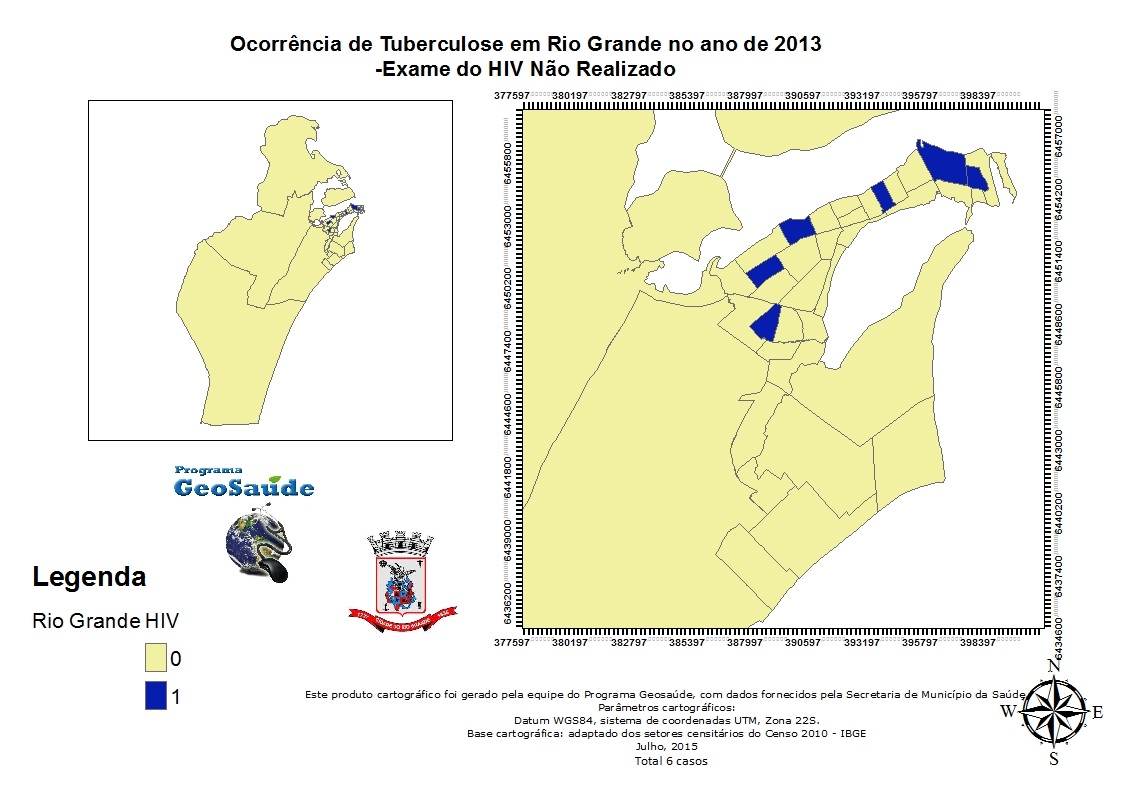 Ocorrência de Tuberculose em Rio Grande no ano de 2013
-Exame do HIV Não Realizado
377597 380197 382797 385397 387997 390597 393197 395797 398397
6455800
6453000
6450200
6447400
6444600
6441800
6439000
6436200
6457000
6454200
6451400
6448600
6445800
6443000
6440200
6437400
6434600
377597 380197 382797 385397 387997 390597 393197 395797 398397
Programa
GeoSaúde
CIDADE DO RIO GRANDE
Legenda
Rio Grande HIV
0
1
Este produto cartográfico foi gerado pela equipe do Programa Geosaúde, com dados fornecidos pela Secretaria de Município da Saúde.
Parâmetros cartográficos:
Datum WGS84, sistema de coordenadas UTM, Zona 22S.
Base cartográfica: adaptado dos setores censitários do Censo 2010 - IBGE
Julho, 2015
Total 6 casos
N
W E
S